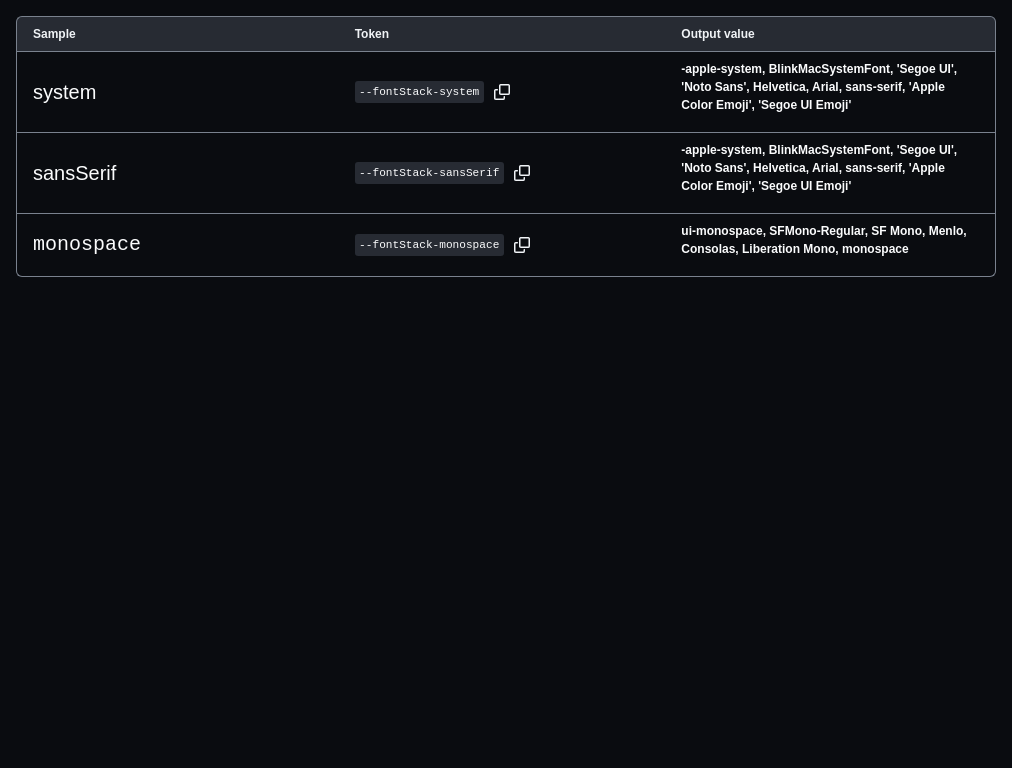 Sample Token Output value
system --fontStack-system -apple-system, BlinkMacSystemFont, 'Segoe UI',
'Noto Sans', Helvetica, Arial, sans-serif, 'Apple
Color Emoji', 'Segoe UI Emoji'
sansSerif --fontStack-sansSerif -apple-system, BlinkMacSystemFont, 'Segoe UI',
'Noto Sans', Helvetica, Arial, sans-serif, 'Apple
Color Emoji', 'Segoe UI Emoji'
monospace --fontStack-monospace ui-monospace, SFMono-Regular, SF Mono, Menlo,
Consolas, Liberation Mono, monospace